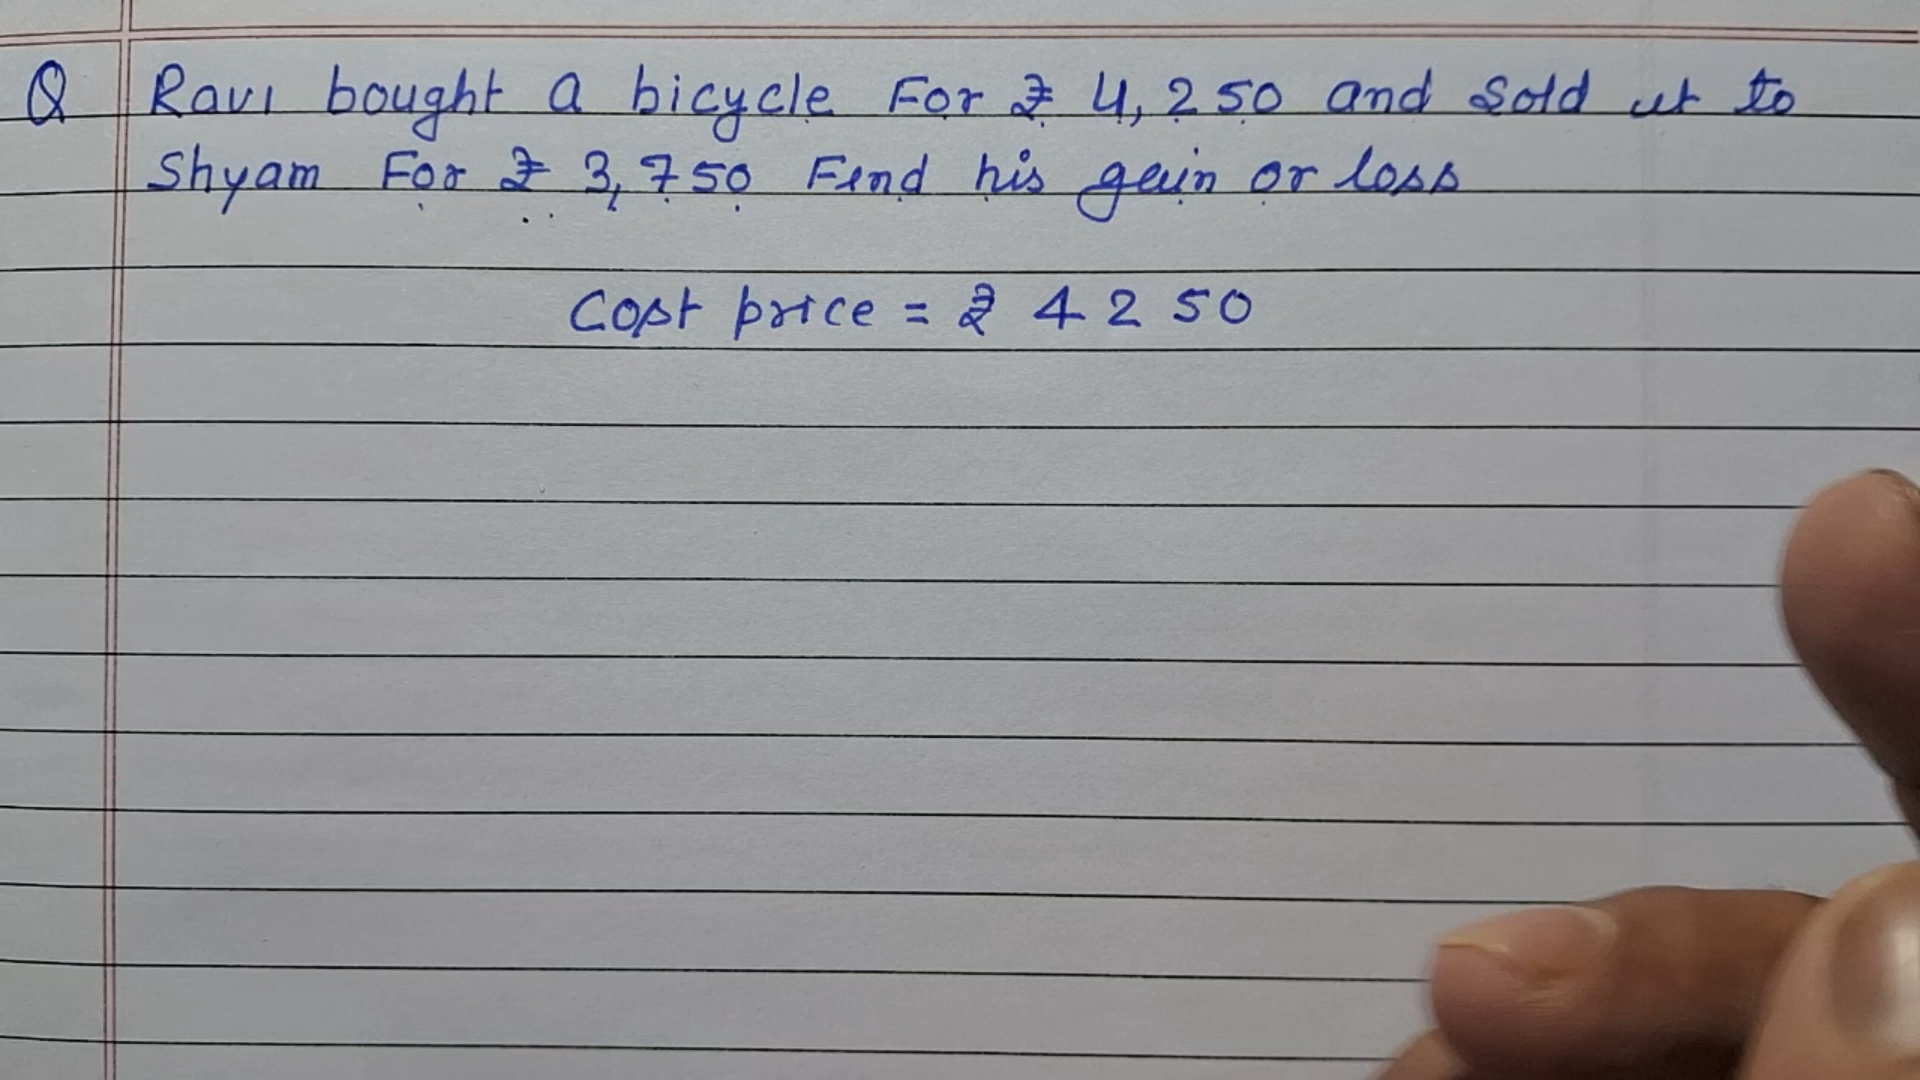 Q Ravi bought a bicycle For ₹ 4,250 and sold it to
Shyam For ₹ 3,750 Find his gain or loss
Cost price = ₹ 4250